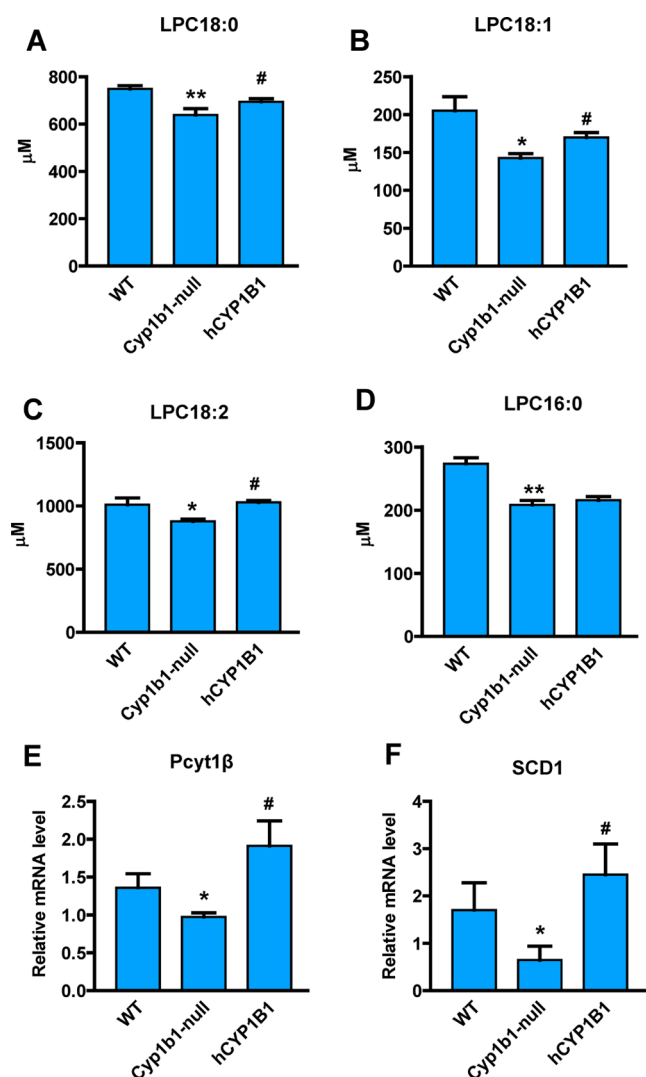 A
LPC18:0
μM
800
600
400
200
0
**
#
WT
Cyp1b1-null
hCYP1B1
B
LPC18:1
μM
250
200
150
100
50
0
*
#
WT
Cyp1b1-null
hCYP1B1
C
LPC18:2
μM
1500
1000
500
0
*
#
WT
Cyp1b1-null
hCYP1B1
D
LPC16:0
μM
300
200
100
0
**
WT
Cyp1b1-null
hCYP1B1
E
Pcyt1β
Relative mRNA level
2.5
2.0
1.5
1.0
0.5
0.0
*
#
WT
Cyp1b1-null
hCYP1B1
F
SCD1
Relative mRNA level
4
3
2
1
0
*
#
WT
Cyp1b1-null
hCYP1B1